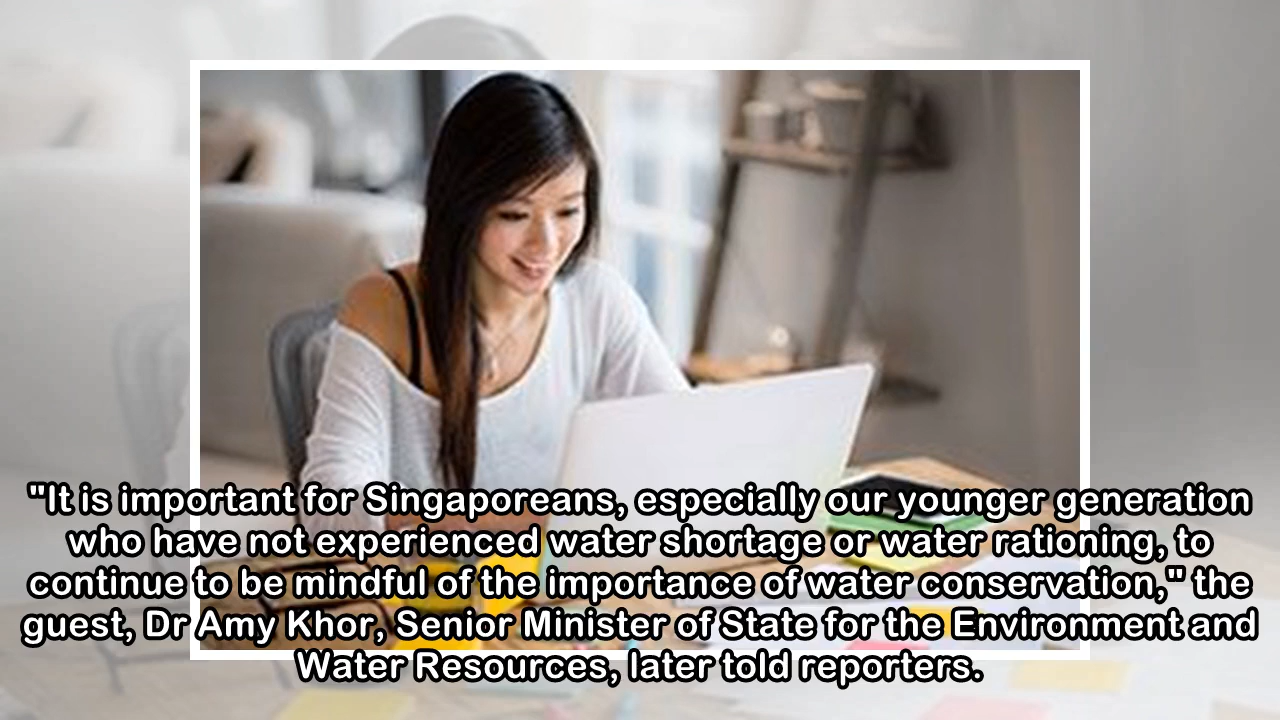 "It is important for Singaporeans, especially our younger generation
who have not experienced water shortage or water rationing, to
continue to be mindful of the importance of water conservation," the
guest, Dr Amy Khor, Senior Minister of State for the Environment and
Water Resources, later told reporters.